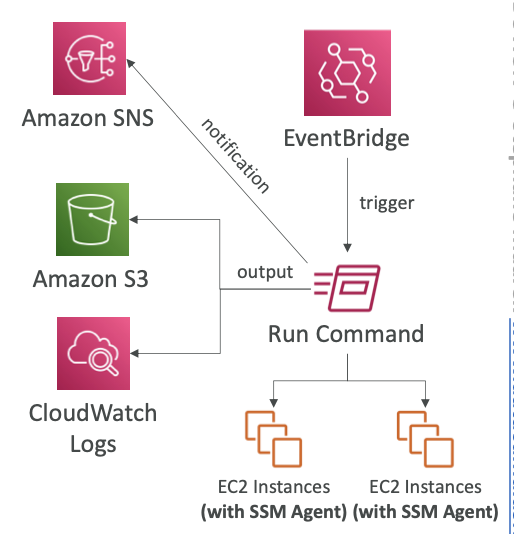 Amazon SNS
EventBridge
notification
trigger
Amazon S3
output
Run Command
CloudWatch
Logs
EC2 Instances
(with SSM Agent)
EC2 Instances
(with SSM Agent)